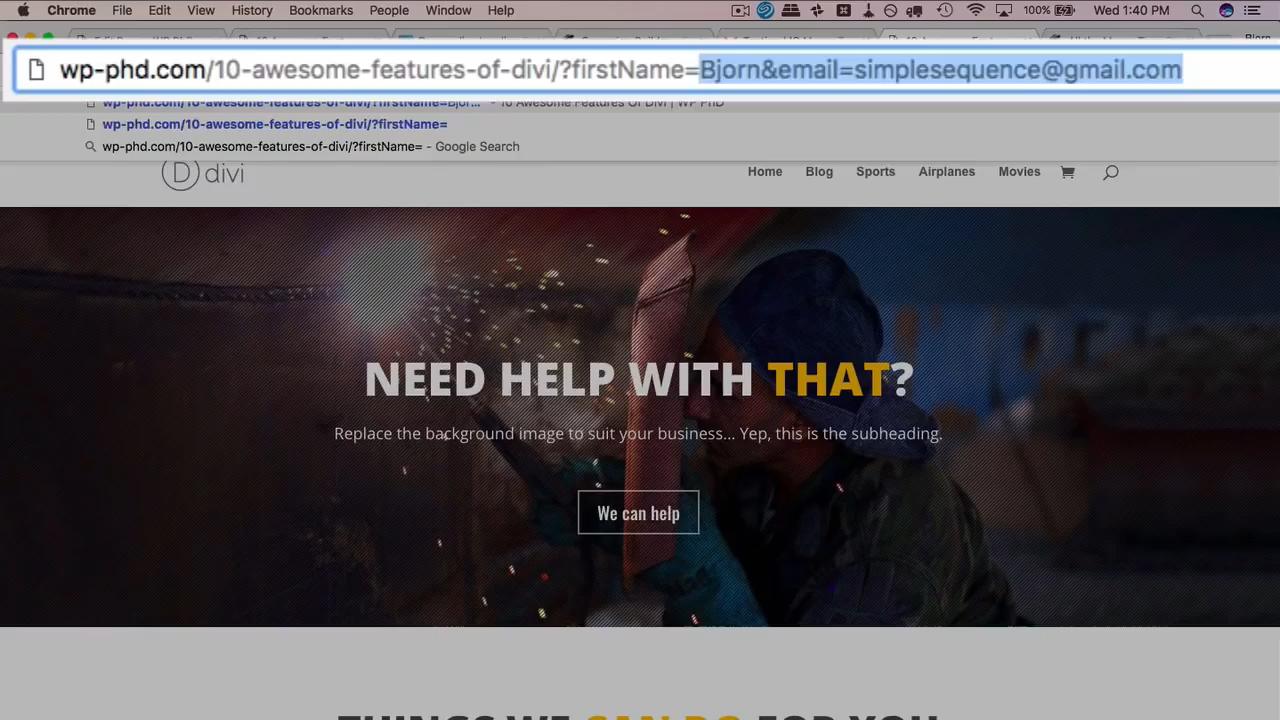 Chrome File Edit View History Bookmarks People Window Help 100% Wed 1:40 PM
Bjorn
wp-phd.com/10-awesome-features-of-divi/?firstName=Bjorn&email=simplesequence@gmail.com
wp-phd.com/10-awesome-features-of-divi/?firstName=Bjor... - 10 Awesome Features Of Divi | WP PhD
wp-phd.com/10-awesome-features-of-divi/?firstName=
wp-phd.com/10-awesome-features-of-divi/?firstName= - Google Search
D divi Home Blog Sports Airplanes Movies
NEED HELP WITH THAT?
Replace the background image to suit your business... Yep, this is the subheading.
We can help
THINGS WE CAN DO FOR YOU